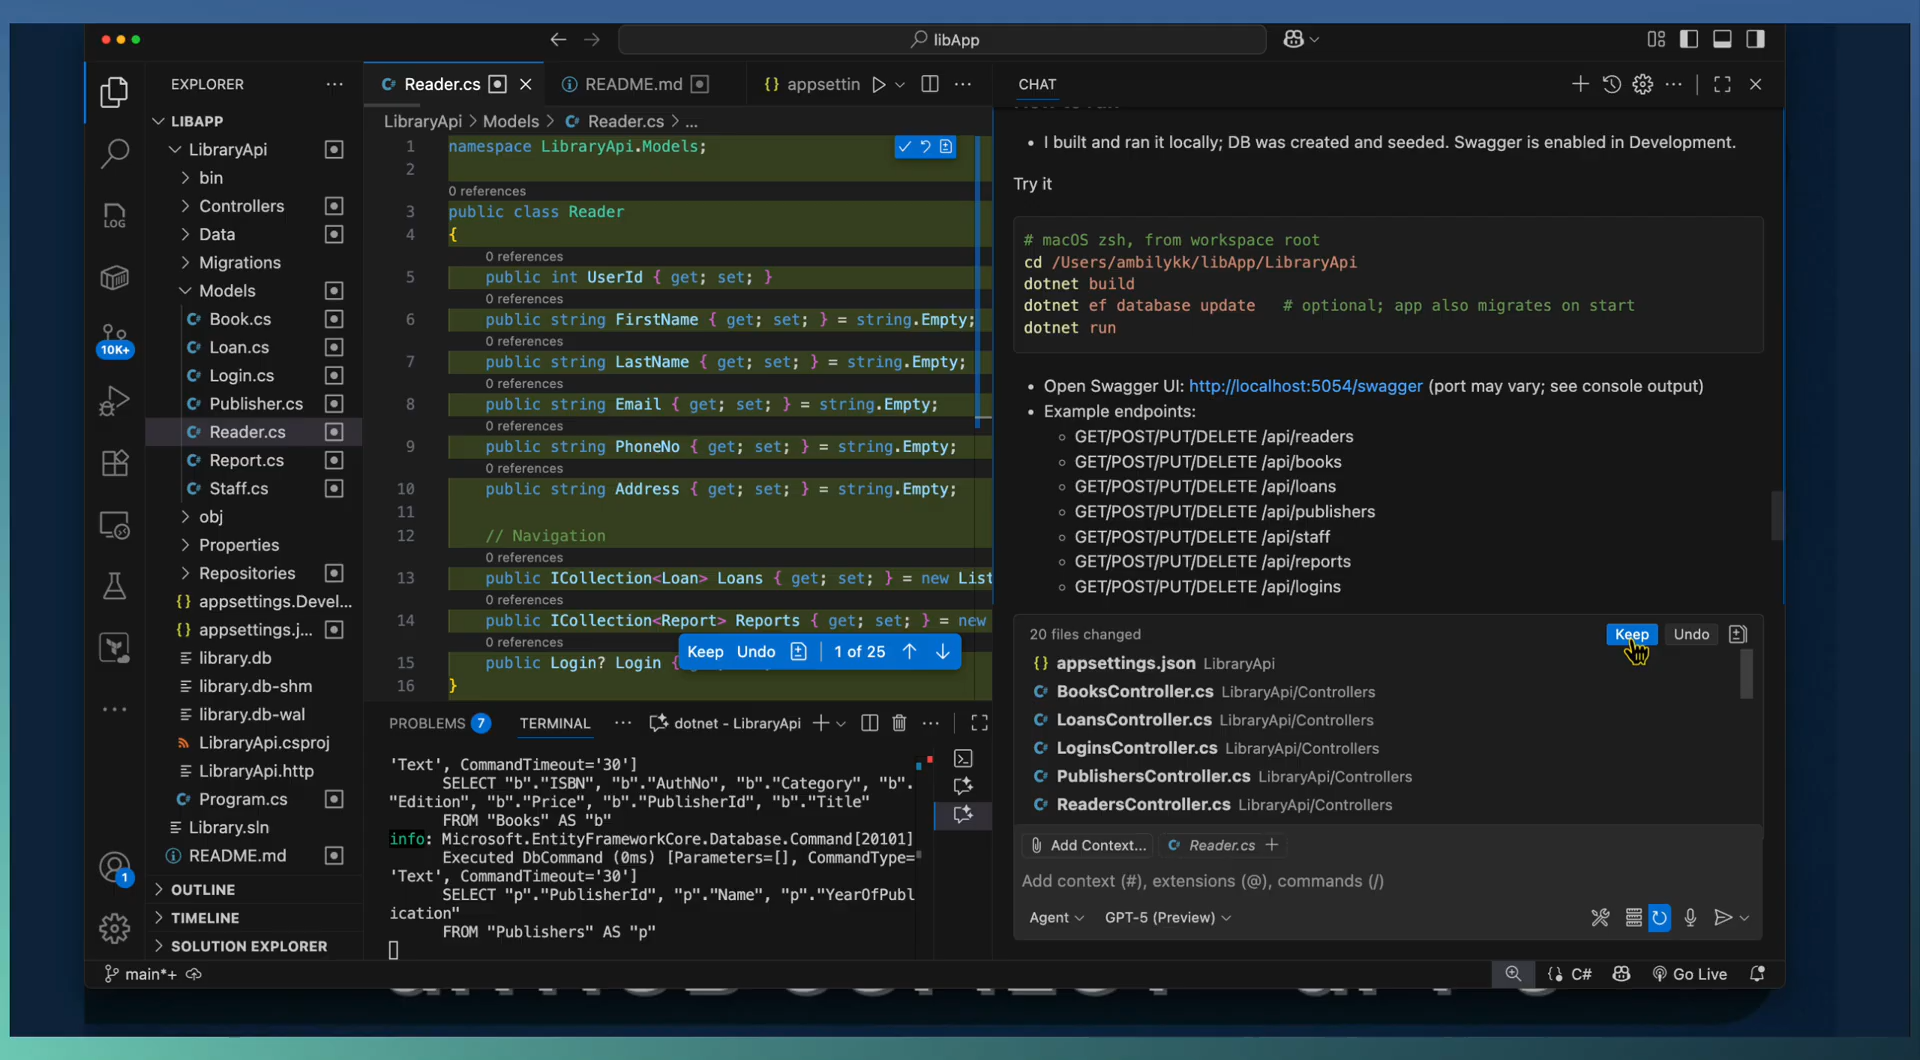 libApp
EXPLORER
LIBAPP
LibraryApi
bin
Controllers
Data
Migrations
Models
Book.cs
Loan.cs
Login.cs
Publisher.cs
Reader.cs
Report.cs
Staff.cs
obj
Properties
Repositories
appsettings.Devel...
appsettings.j...
library.db
library.db-shm
library.db-wal
LibraryApi.csproj
LibraryApi.http
Program.cs
Library.sln
README.md
OUTLINE
TIMELINE
SOLUTION EXPLORER
LOG
10K+
1
Reader.cs
README.md
appsettin
LibraryApi > Models > Reader.cs > ...
1 namespace LibraryApi.Models;
2
0 references
3 public class Reader
4 {
0 references
5 public int UserId { get; set; }
0 references
6 public string FirstName { get; set; } = string.Empty;
0 references
7 public string LastName { get; set; } = string.Empty;
0 references
8 public string Email { get; set; } = string.Empty;
0 references
9 public string PhoneNo { get; set; } = string.Empty;
0 references
10 public string Address { get; set; } = string.Empty;
11
12 // Navigation
0 references
13 public ICollection<Loan> Loans { get; set; } = new List
0 references
14 public ICollection<Report> Reports { get; set; } = new
0 references
15 public Login? Login {
16 }
Keep Undo 1 of 25
PROBLEMS 7 TERMINAL ... dotnet - LibraryApi
'Text', CommandTimeout='30']
SELECT "b"."ISBN", "b"."AuthNo", "b"."Category", "b".
"Edition", "b"."Price", "b"."PublisherId", "b"."Title"
FROM "Books" AS "b"
info: Microsoft.EntityFrameworkCore.Database.Command[20101]
Executed DbCommand (0ms) [Parameters=[], CommandType=
'Text', CommandTimeout='30']
SELECT "p"."PublisherId", "p"."Name", "p"."YearOfPubl
ication"
FROM "Publishers" AS "p"
CHAT
• I built and ran it locally; DB was created and seeded. Swagger is enabled in Development.
Try it
# macOS zsh, from workspace root
cd /Users/ambilykk/libApp/LibraryApi
dotnet build
dotnet ef database update # optional; app also migrates on start
dotnet run
• Open Swagger UI: http://localhost:5054/swagger (port may vary; see console output)
• Example endpoints:
○ GET/POST/PUT/DELETE /api/readers
○ GET/POST/PUT/DELETE /api/books
○ GET/POST/PUT/DELETE /api/loans
○ GET/POST/PUT/DELETE /api/publishers
○ GET/POST/PUT/DELETE /api/staff
○ GET/POST/PUT/DELETE /api/reports
○ GET/POST/PUT/DELETE /api/logins
20 files changed Keep Undo
appsettings.json LibraryApi
BooksController.cs LibraryApi/Controllers
LoansController.cs LibraryApi/Controllers
LoginsController.cs LibraryApi/Controllers
PublishersController.cs LibraryApi/Controllers
ReadersController.cs LibraryApi/Controllers
Add Context... Reader.cs +
Add context (#), extensions (@), commands (/)
Agent GPT-5 (Preview)
main*+
C# Go Live